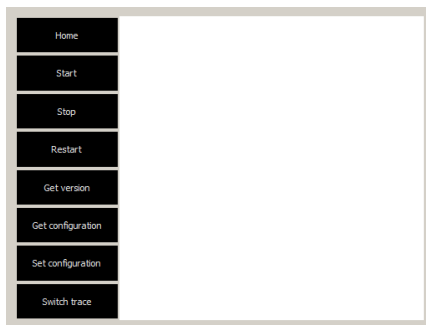 Home
Start
Stop
Restart
Get version
Get configuration
Set configuration
Switch trace